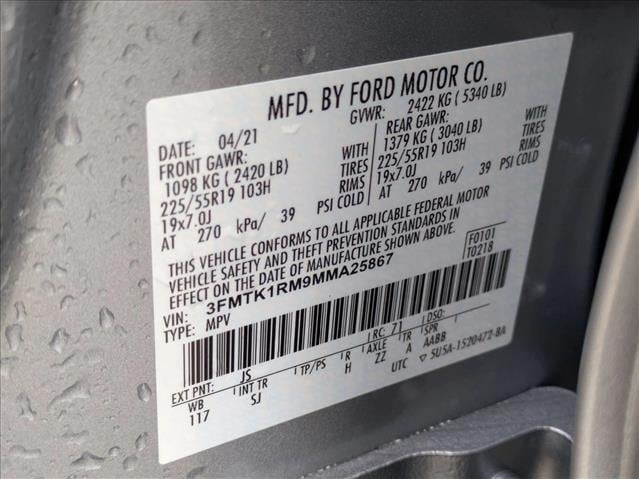 MFD. BY FORD MOTOR CO.
DATE: 04/21 GVWR: 2422 KG ( 5340 LB)
FRONT GAWR: WITH REAR GAWR: WITH
1098 KG ( 2420 LB) TIRES 1379 KG ( 3040 LB) TIRES
225/55R19 103H RIMS 225/55R19 103H RIMS
19x7.0J PSI COLD 19x7.0J PSI COLD
AT 270 kPa/ 39 AT 270 kPa/ 39
THIS VEHICLE CONFORMS TO ALL APPLICABLE FEDERAL MOTOR
VEHICLE SAFETY AND THEFT PREVENTION STANDARDS IN
EFFECT ON THE DATE OF MANUFACTURE SHOWN ABOVE.
VIN: 3FMTK1RM9MMA25867 F0101
TYPE: MPV T0218
EXT PNT: JS RC: 71 DSO:
WB INT TR TP/PS R AXLE TR SPR
117 SJ H ZZ A AABB
UTC 5U5A-1520472-BA